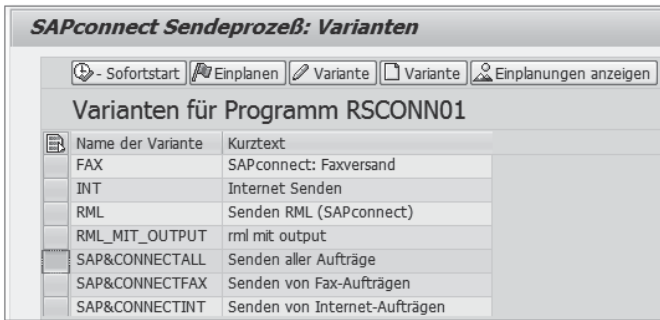 SAPconnect Sendeprozeß: Varianten
- Sofortstart Einplanen Variante Variante Einplanungen anzeigen
Varianten für Programm RSCONN01
Name der Variante Kurztext
FAX SAPconnect: Faxversand
INT Internet Senden
RML Senden RML (SAPconnect)
RML_MIT_OUTPUT rml mit output
SAP&CONNECTALL Senden aller Aufträge
SAP&CONNECTFAX Senden von Fax-Aufträgen
SAP&CONNECTINT Senden von Internet-Aufträgen